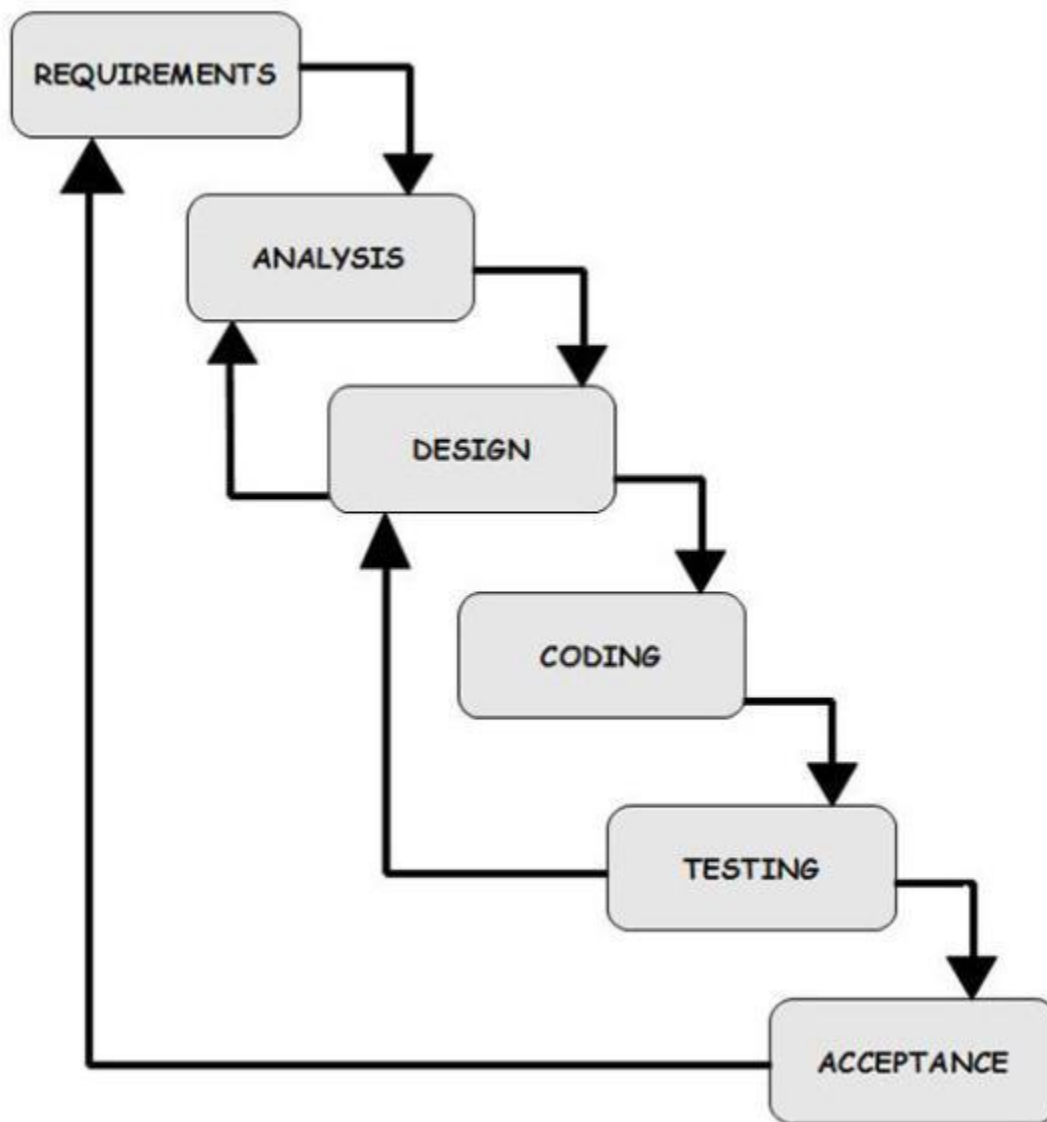 REQUIREMENTS
ANALYSIS
DESIGN
CODING
TESTING
ACCEPTANCE